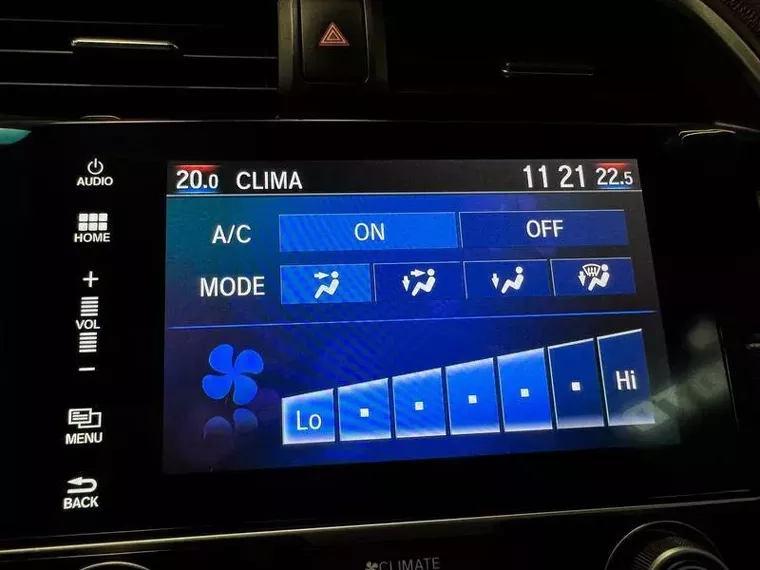 AUDIO
20.0 CLIMA 11 21 22.5
HOME
A/C ON OFF
MODE
+
VOL
−
Lo Hi
MENU
BACK
CLIMATE